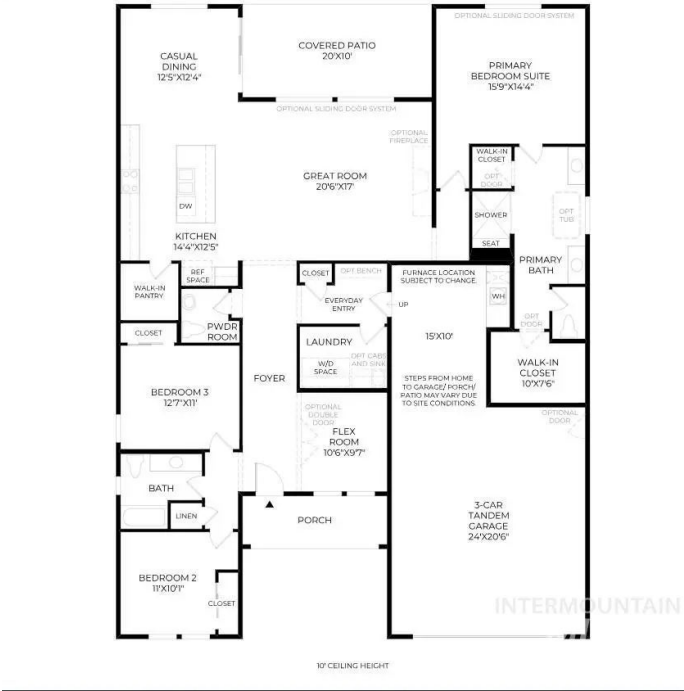 OPTIONAL SLIDING DOOR SYSTEM
COVERED PATIO
20'X10'
CASUAL
DINING
12'5"X12'4"
PRIMARY
BEDROOM SUITE
15'9"X14'4"
OPTIONAL SLIDING DOOR SYSTEM
OPTIONAL
FIREPLACE
WALK-IN
CLOSET
OPT
DOOR
GREAT ROOM
20'6"X17'
DW
SHOWER
OPT
TUB
KITCHEN
14'4"X12'5"
SEAT
PRIMARY
BATH
REF
SPACE
CLOSET
OPT BENCH
FURNACE LOCATION
SUBJECT TO CHANGE.
WALK-IN
PANTRY
EVERYDAY
ENTRY
UP
WH
OPT
DOOR
PWDR
ROOM
CLOSET
LAUNDRY
15'X10'
W/D
SPACE
OPT CABS
AND SINK
WALK-IN
CLOSET
10'X7'6"
FOYER
STEPS FROM HOME
TO GARAGE/ PORCH/
PATIO MAY VARY DUE
TO SITE CONDITIONS.
BEDROOM 3
12'7"X11'
OPTIONAL
DOUBLE
DOOR
OPTIONAL
DOOR
FLEX
ROOM
10'6"X9'7"
BATH
LINEN
PORCH
3-CAR
TANDEM
GARAGE
24'X20'6"
BEDROOM 2
11'X10'1"
CLOSET
INTERMOUNTAIN
10' CEILING HEIGHT